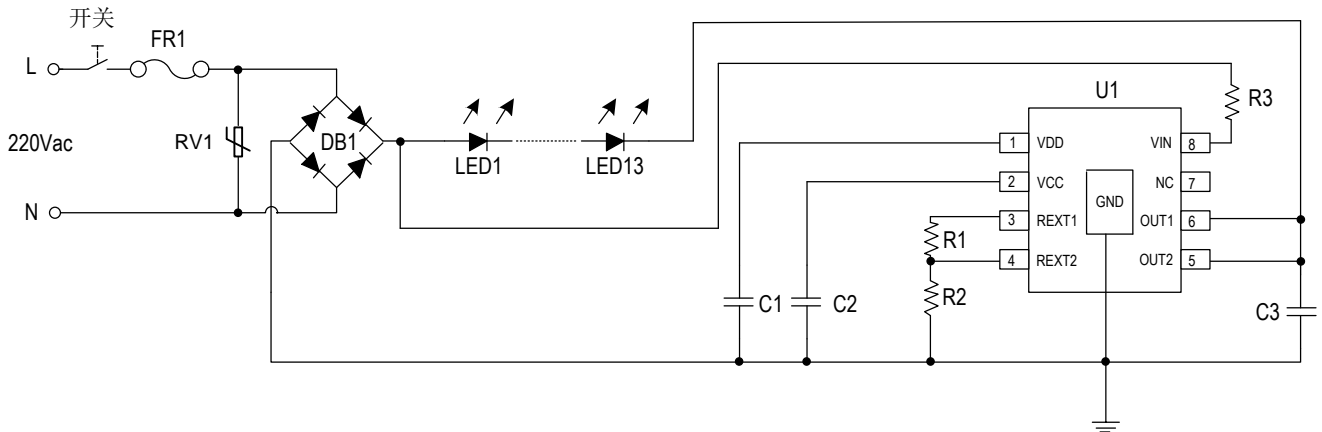 开关
FR1
L
220Vac
RV1
DB1
N
LED1
LED13
U1
R3
1 VDD
VIN 8
2 VCC
NC 7
GND
3 REXT1
OUT1 6
R1
4 REXT2
OUT2 5
R2
C1
C2
C3